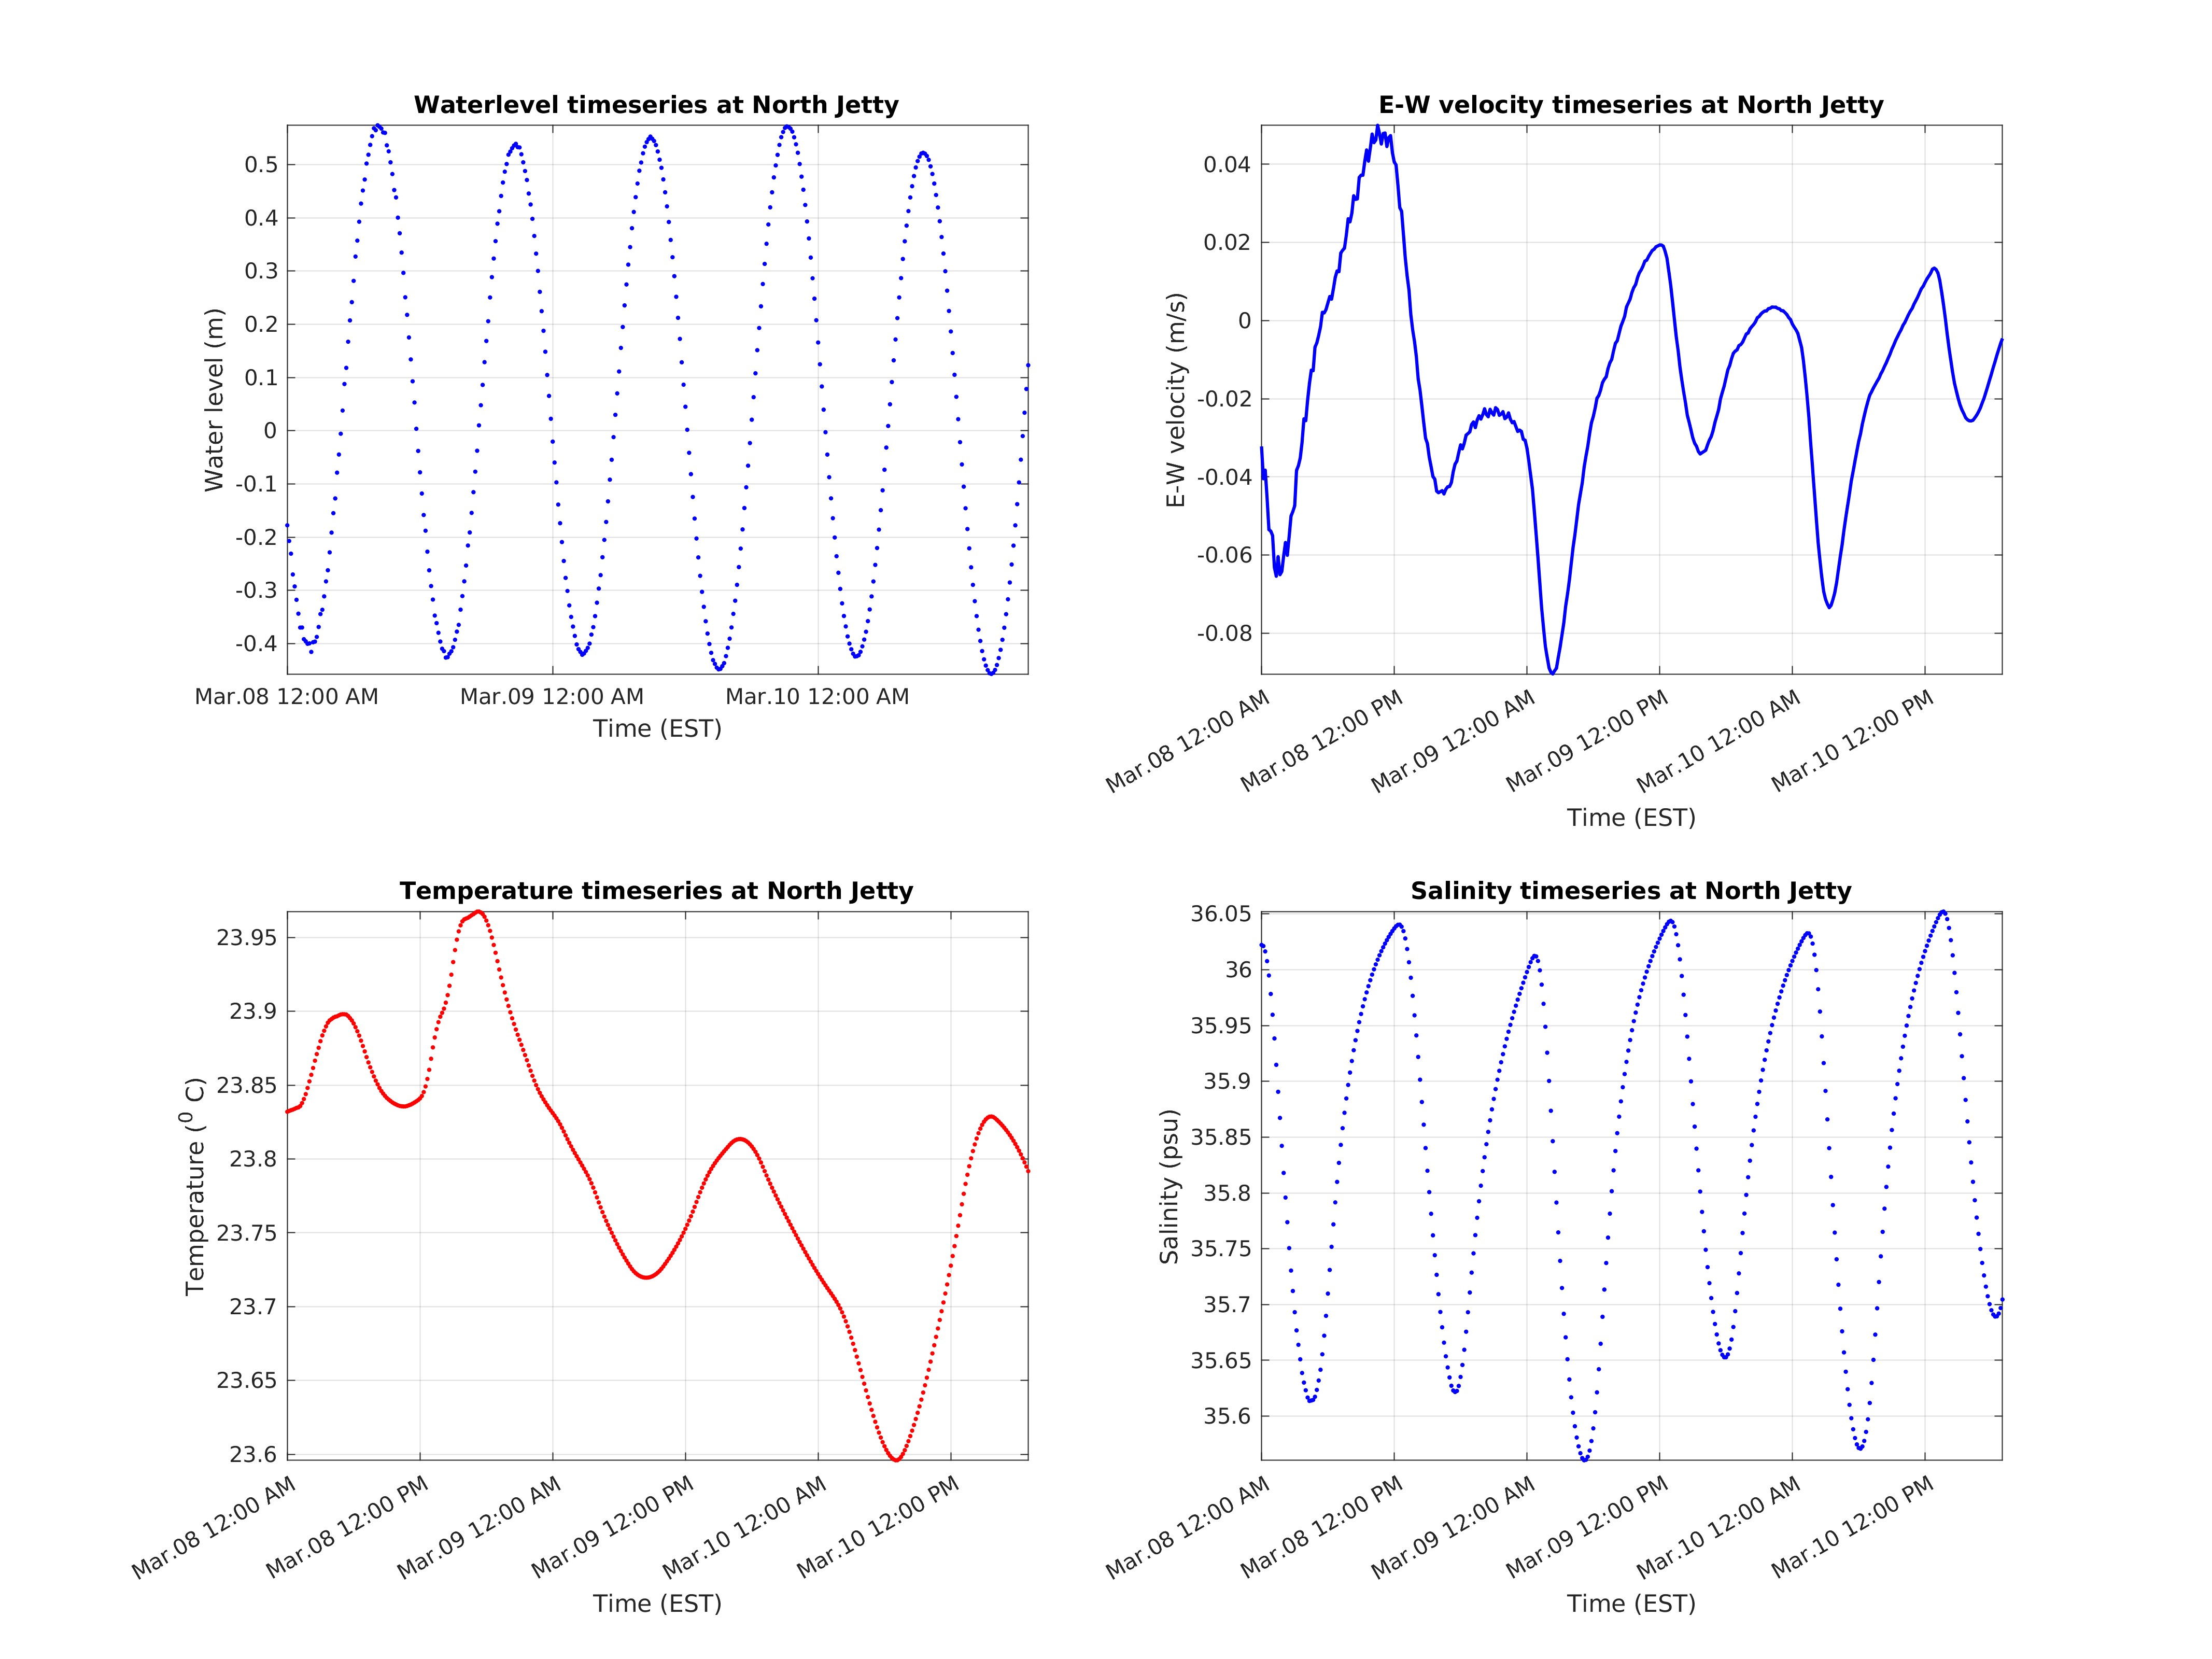 Waterlevel timeseries at North Jetty
0.5
0.4
0.3
0.2
0.1
0
-0.1
-0.2
-0.3
-0.4
Water level (m)
Mar.08 12:00 AM
Mar.09 12:00 AM
Mar.10 12:00 AM
Time (EST)
E-W velocity timeseries at North Jetty
0.04
0.02
0
-0.02
-0.04
-0.06
-0.08
E-W velocity (m/s)
Mar.08 12:00 AM
Mar.08 12:00 PM
Mar.09 12:00 AM
Mar.09 12:00 PM
Mar.10 12:00 AM
Mar.10 12:00 PM
Time (EST)
Temperature timeseries at North Jetty
23.95
23.9
23.85
23.8
23.75
23.7
23.65
23.6
Temperature (⁰ C)
Mar.08 12:00 AM
Mar.08 12:00 PM
Mar.09 12:00 AM
Mar.09 12:00 PM
Mar.10 12:00 AM
Mar.10 12:00 PM
Time (EST)
Salinity timeseries at North Jetty
36.05
36
35.95
35.9
35.85
35.8
35.75
35.7
35.65
35.6
Salinity (psu)
Mar.08 12:00 AM
Mar.08 12:00 PM
Mar.09 12:00 AM
Mar.09 12:00 PM
Mar.10 12:00 AM
Mar.10 12:00 PM
Time (EST)